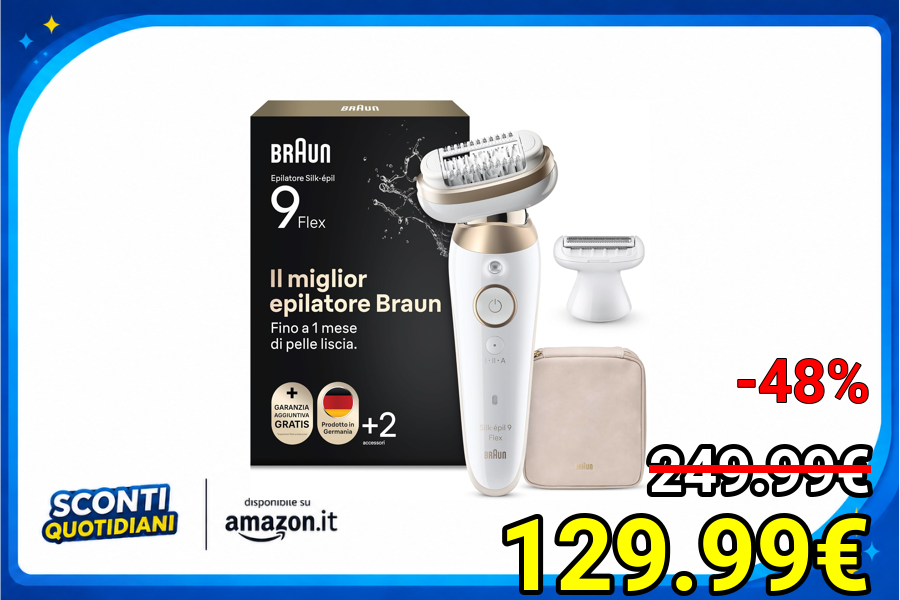 BRAUN
BRAUN
Epilatore Silk-épil
9 Flex
Il miglior
epilatore Braun
Fino a 1 mese
di pelle liscia.
+
GARANZIA
AGGIUNTIVA
GRATIS
Prodotto in
Germania
+2
accessori
I · II · A
Silk·épil 9
Flex
BRAUN
BRAUN
-48%
249.99€
129.99€
SCONTI
QUOTIDIANI
disponibile su
amazon.it